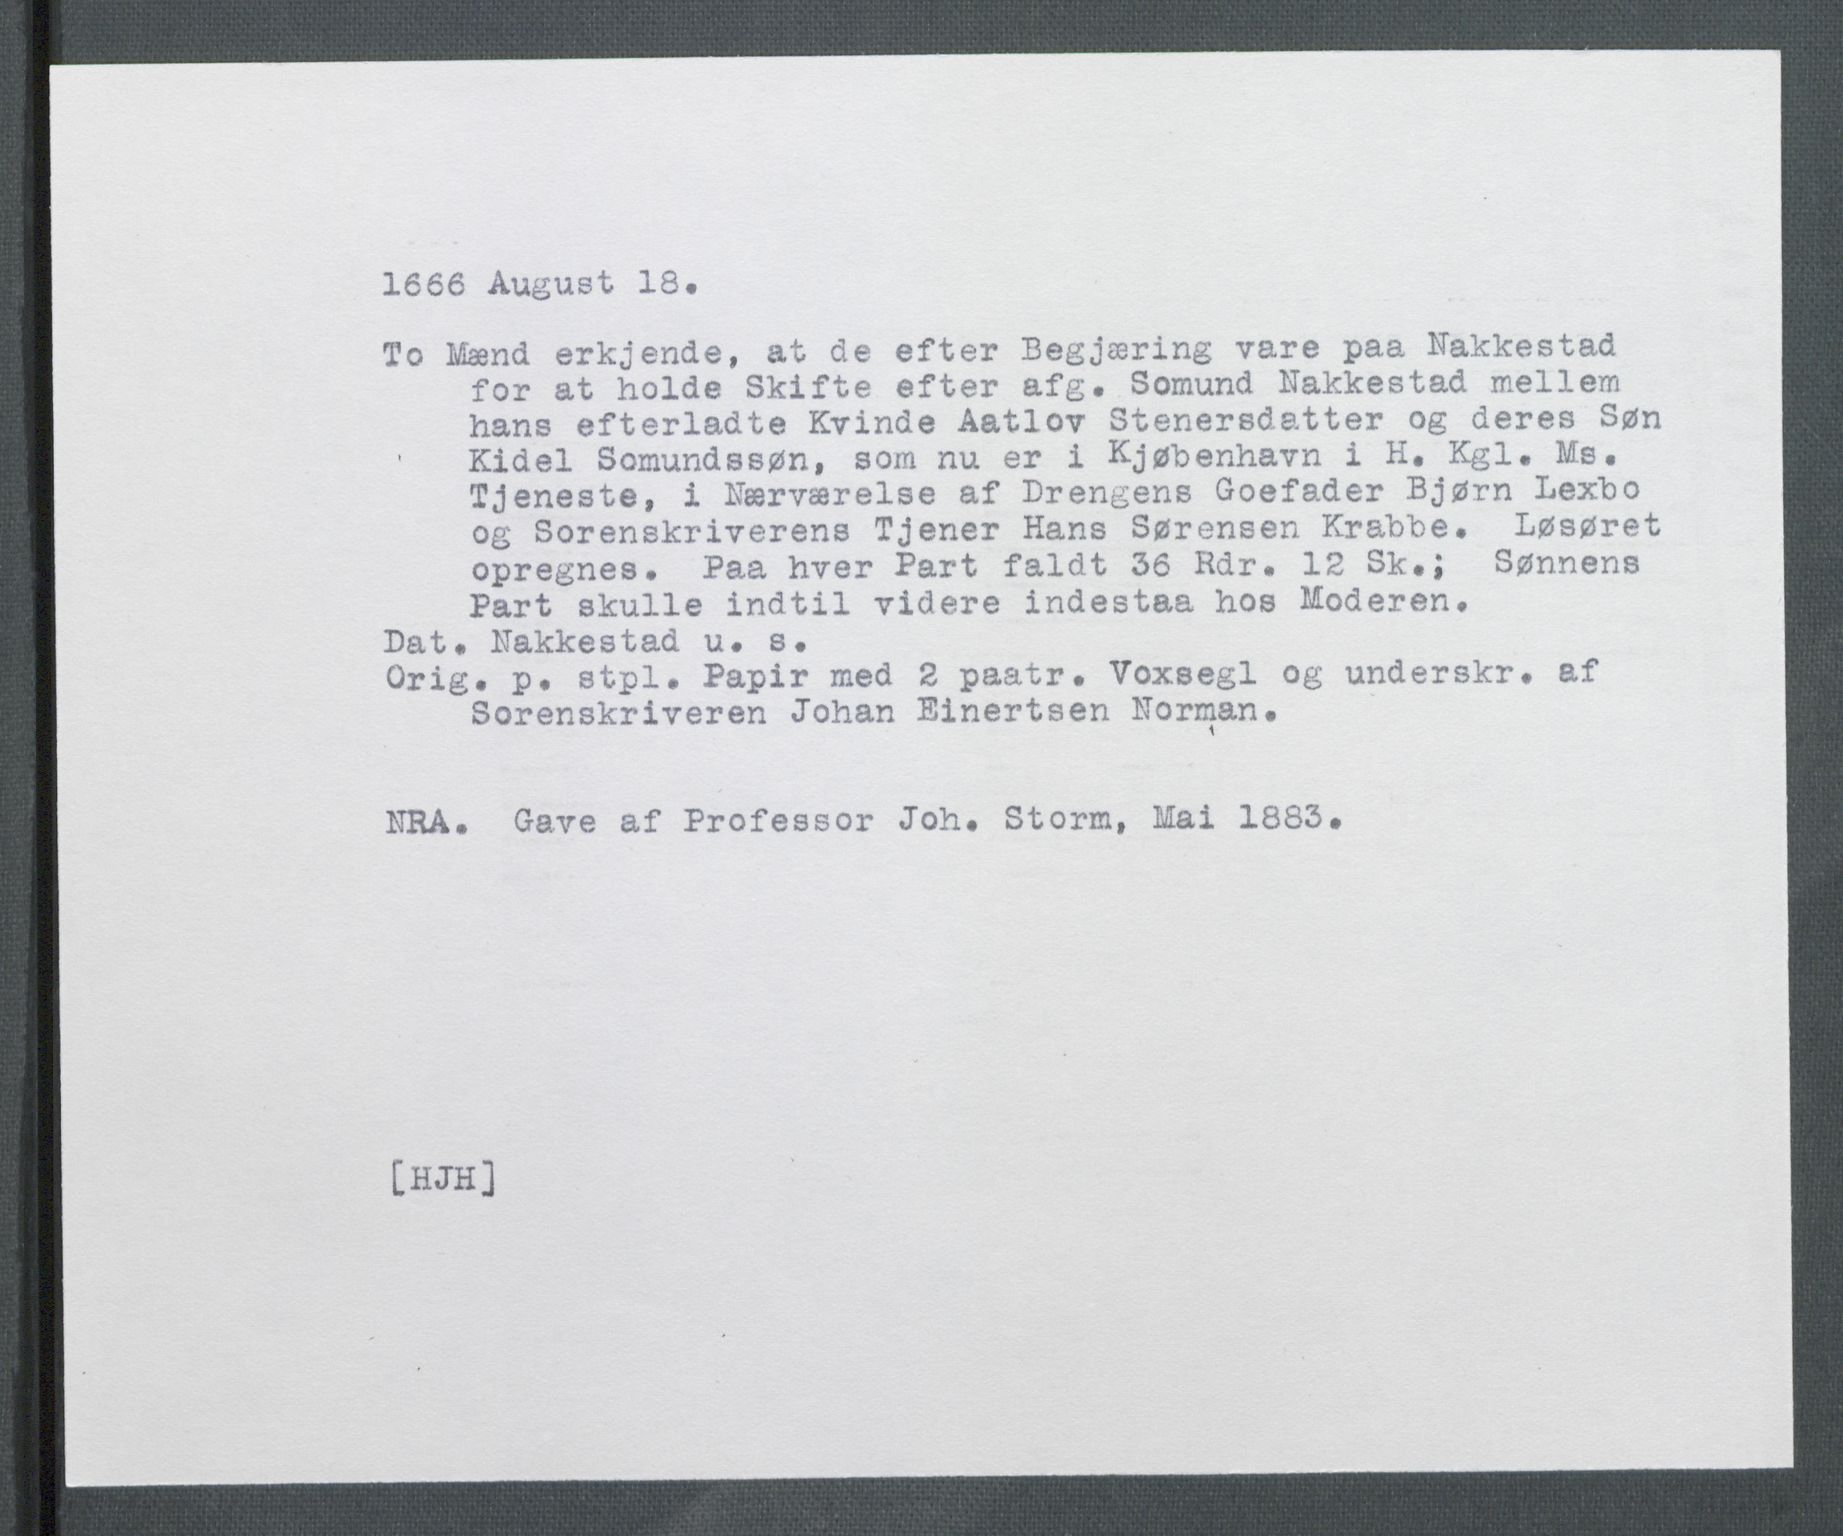 1666 August 18.
To Mænd erkjende, at de efter Begjæring vare paa Nakkestad
for at holde Skifte efter afg. Somund Nakkestad mellem
hans efterladte Kvinde Aatlov Stenersdatter og deres Søn
Kidel Somundssøn, som nu er i Kjøbenhavn i H. Kgl. Ms.
Tjeneste, i Nærværelse af Drengens Goefader Bjørn Lexbo
og Sorenskriverens Tjener Hans Sørensen Krabbe.  Løsøret
opregnes.  Paa hver Part faldt 36 Rdr. 12 Sk.;  Sønnens
Part skulle indtil videre indestaa hos Moderen.
Dat. Nakkestad u. s.
Orig. p. stpl. Papir med 2 paatr. Voxsegl og underskr. af
Sorenskriveren Johan Einertsen Norman.
NRA.  Gave af Professor Joh. Storm, Mai 1883.
[HJH]